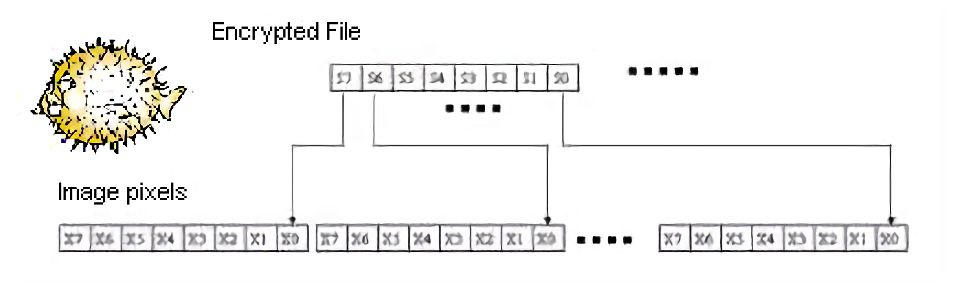 Encrypted File
S7 S6 S5 S4 S3 S2 S1 S0
Image pixels
X7 X6 X5 X4 X3 X2 X1 X0 X7 X6 X5 X4 X3 X2 X1 X0 X7 X6 X5 X4 X3 X2 X1 X0